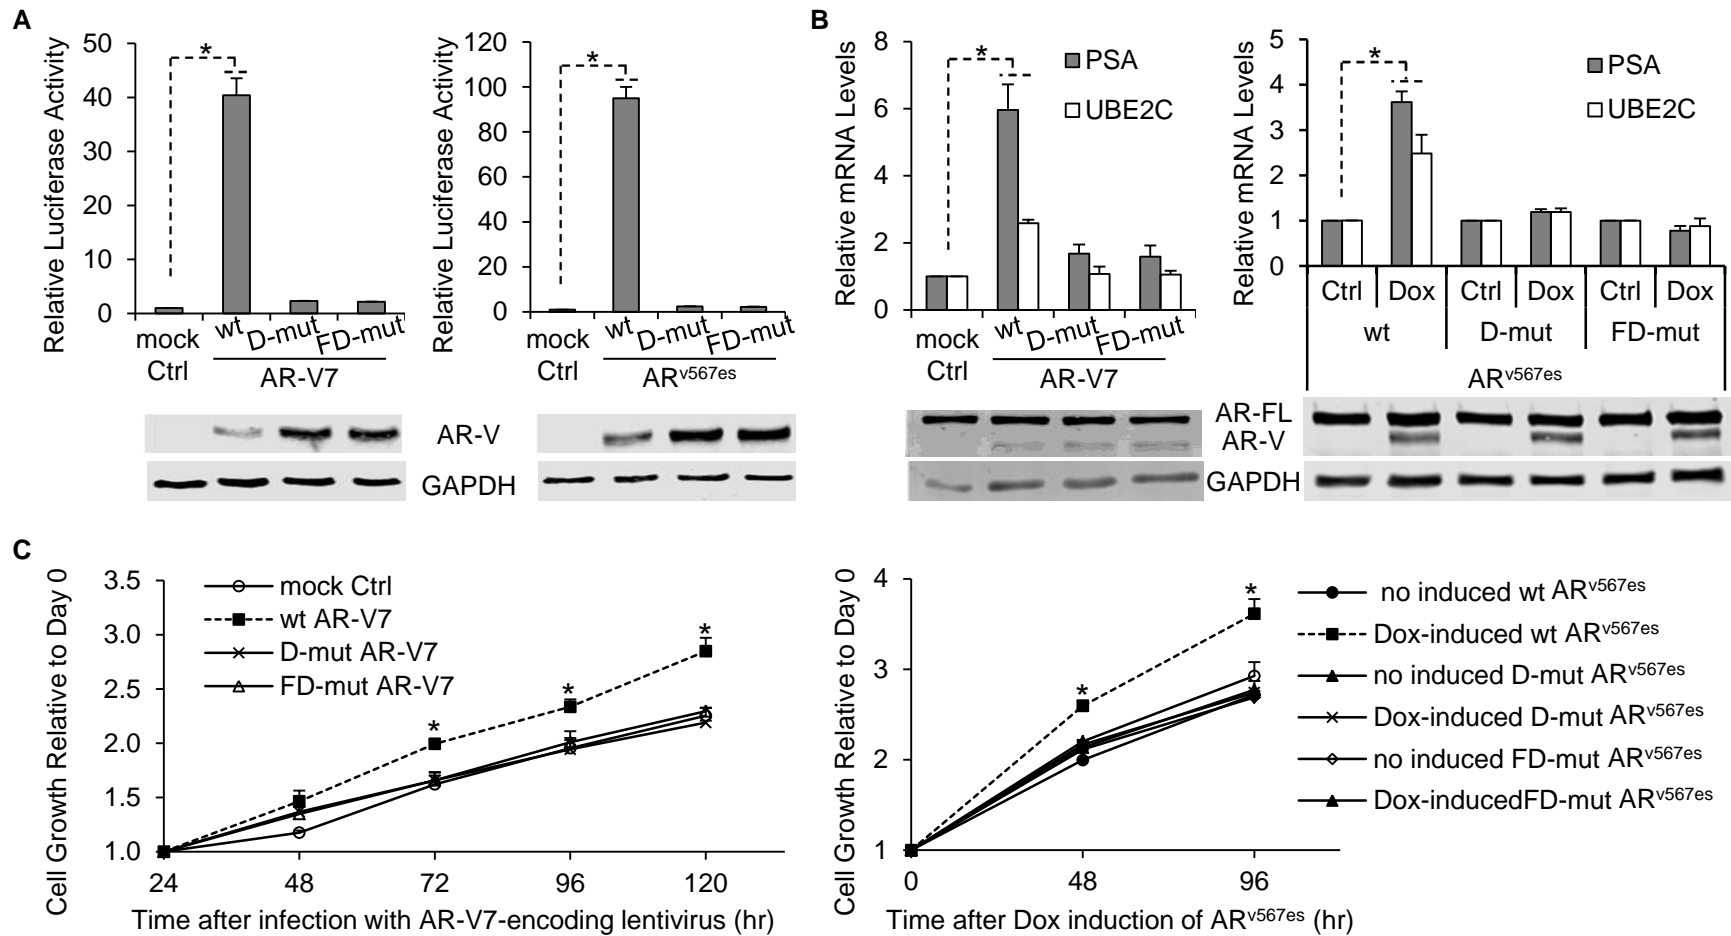 A
Relative Luciferase Activity
50
40
30
20
10
0
*
mock
Ctrl
wt
D-mut
FD-mut
AR-V7
Relative Luciferase Activity
120
100
80
60
40
20
0
*
mock
Ctrl
wt
D-mut
FD-mut
ARv567es
AR-V
GAPDH
B
Relative mRNA Levels
8
6
4
2
0
*
PSA
UBE2C
mock
Ctrl
wt
D-mut
FD-mut
AR-V7
Relative mRNA Levels
5
4
3
2
1
0
*
PSA
UBE2C
Ctrl Dox Ctrl Dox Ctrl Dox
wt D-mut FD-mut
ARv567es
AR-FL
AR-V
GAPDH
C
Cell Growth Relative to Day 0
3.5
3.0
2.5
2.0
1.5
1.0
mock Ctrl
wt AR-V7
D-mut AR-V7
FD-mut AR-V7
*
*
*
24 48 72 96 120
Time after infection with AR-V7-encoding lentivirus (hr)
Cell Growth Relative to Day 0
4
3
2
1
*
*
0 48 96
Time after Dox induction of ARv567es (hr)
no induced wt ARv567es
Dox-induced wt ARv567es
no induced D-mut ARv567es
Dox-induced D-mut ARv567es
no induced FD-mut ARv567es
Dox-inducedFD-mut ARv567es